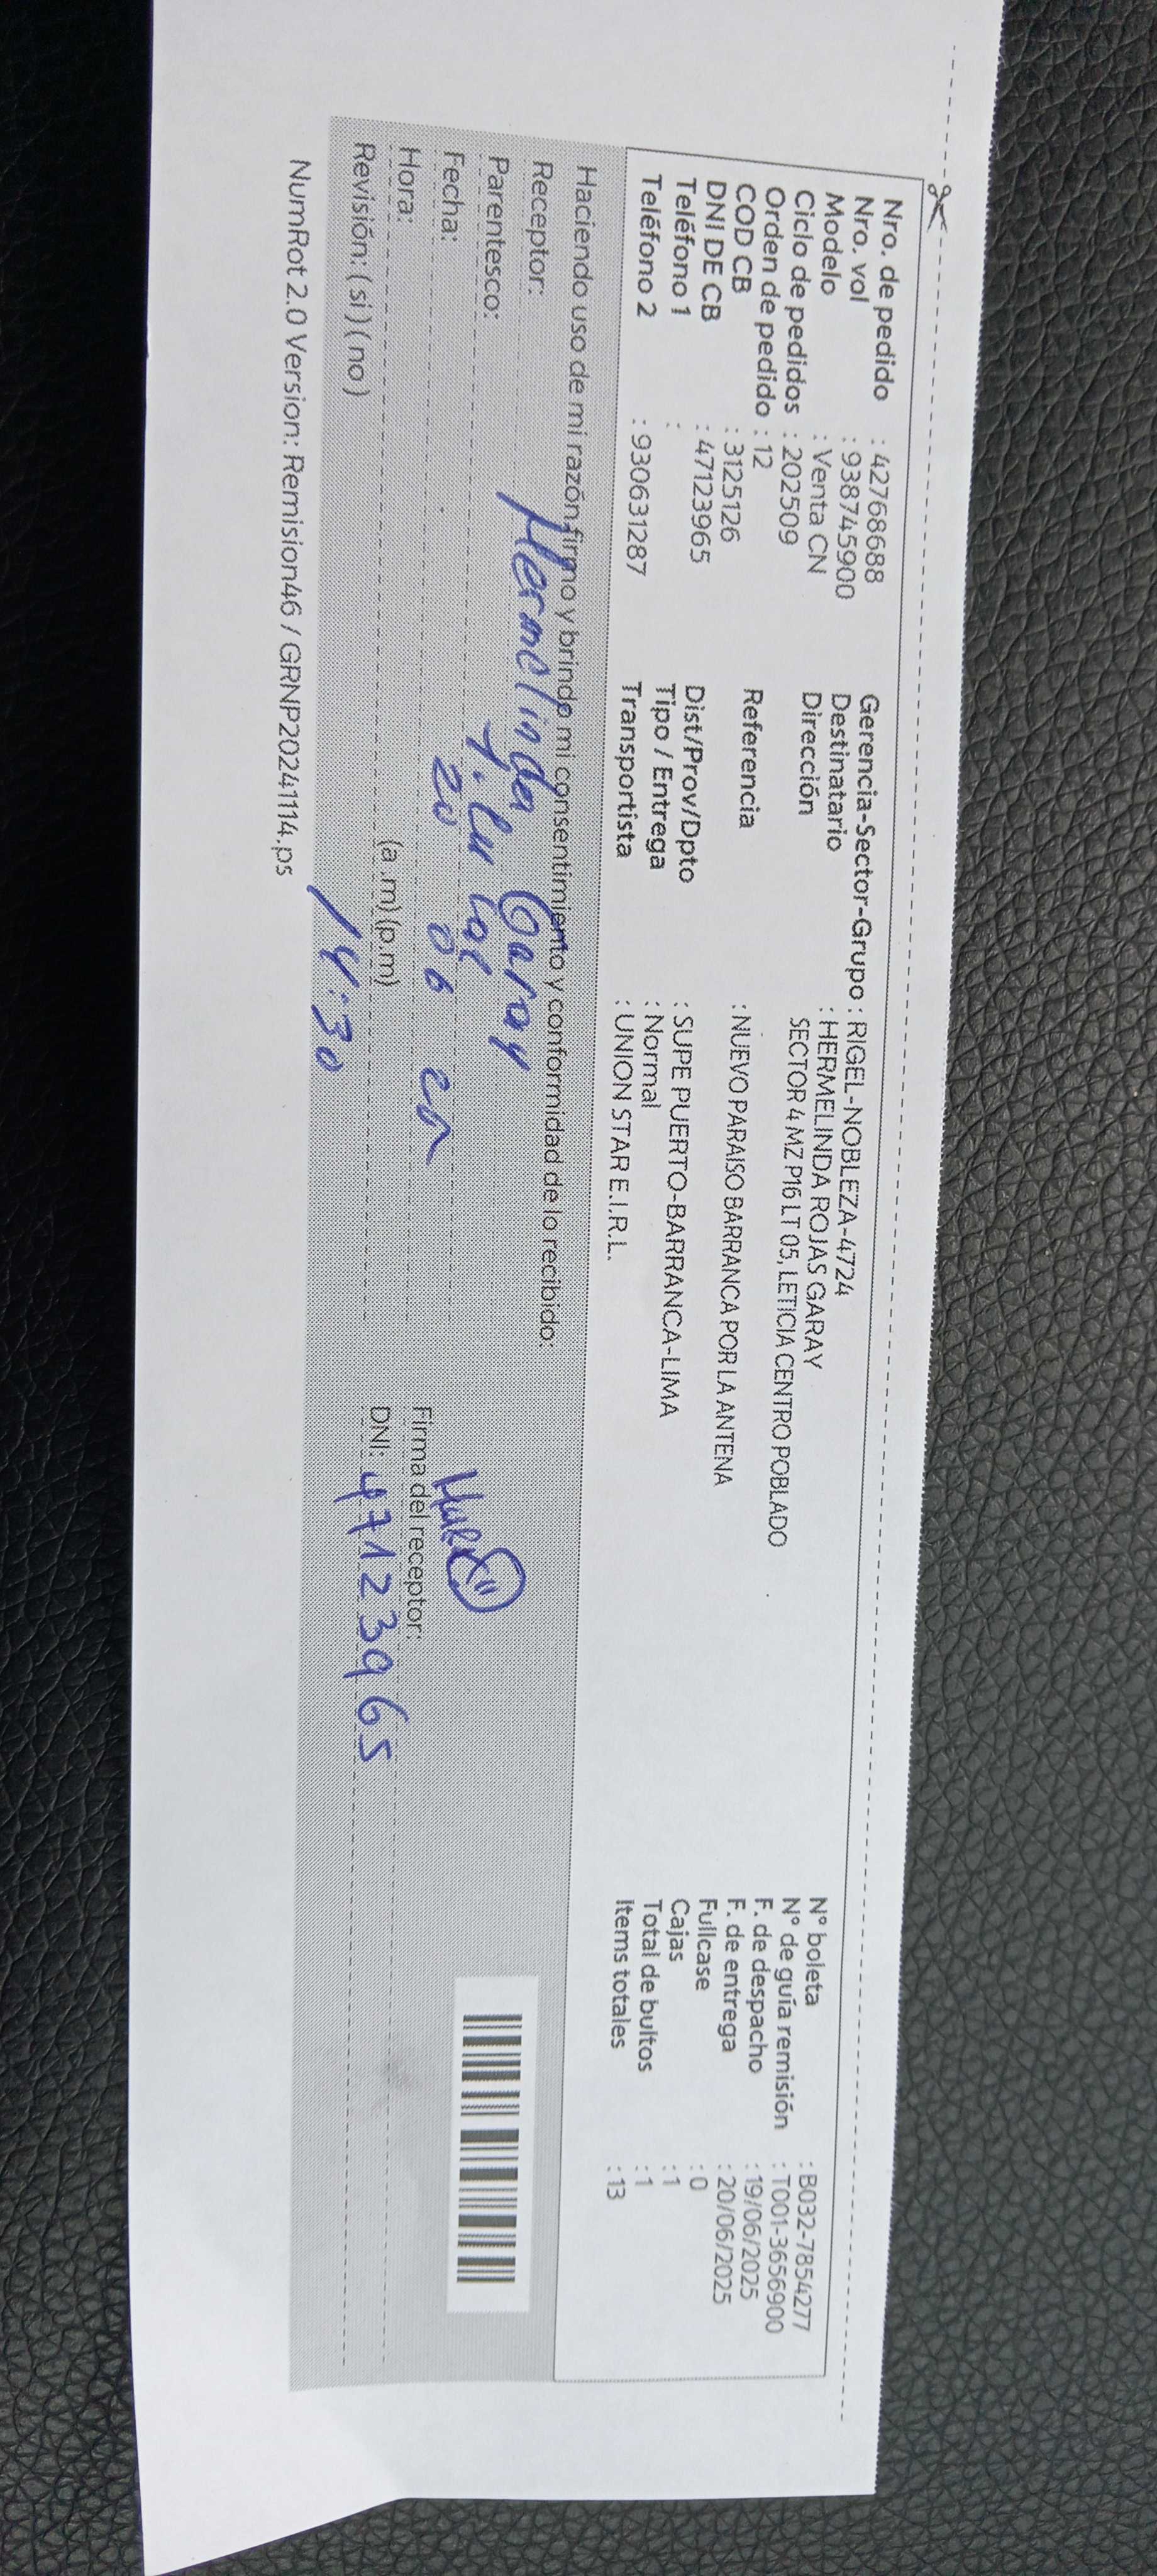 Nro. de pedido : 42768688
Nro. vol : 938745900
Modelo : Venta CN
Ciclo de pedidos : 202509
Orden de pedido : 12
COD CB : 3125126
DNI DE CB : 47123965
Teléfono 1 :
Teléfono 2 : 930631287
Gerencia-Sector-Grupo : RIGEL-NOBLEZA-4724
Destinatario : HERMELINDA ROJAS GARAY
Dirección SECTOR 4 MZ P16 LT 05, LETICIA CENTRO POBLADO
Referencia : NUEVO PARAISO BARRANCA POR LA ANTENA
Dist/Prov/Dpto : SUPE PUERTO-BARRANCA-LIMA
Tipo / Entrega : Normal
Transportista : UNION STAR E.I.R.L.
N° boleta : B032-7854277
N° de guía remisión : T001-3656900
F. de despacho : 19/06/2025
F. de entrega : 20/06/2025
Fullcase : 0
Cajas : 1
Total de bultos : 1
Items totales : 13
Haciendo uso de mi razón firmo y brindo mi consentimiento y conformidad de lo recibido:
Receptor: Hermelinda Garay
Parentesco:
Fecha: 20 06 25
Hora: (a.m)(p.m) 14:30
Revisión: (si) (no)
Firma del receptor:
DNI: 47123965
NumRot 2.0 Version: Remision46 / GRNP20241114.ps